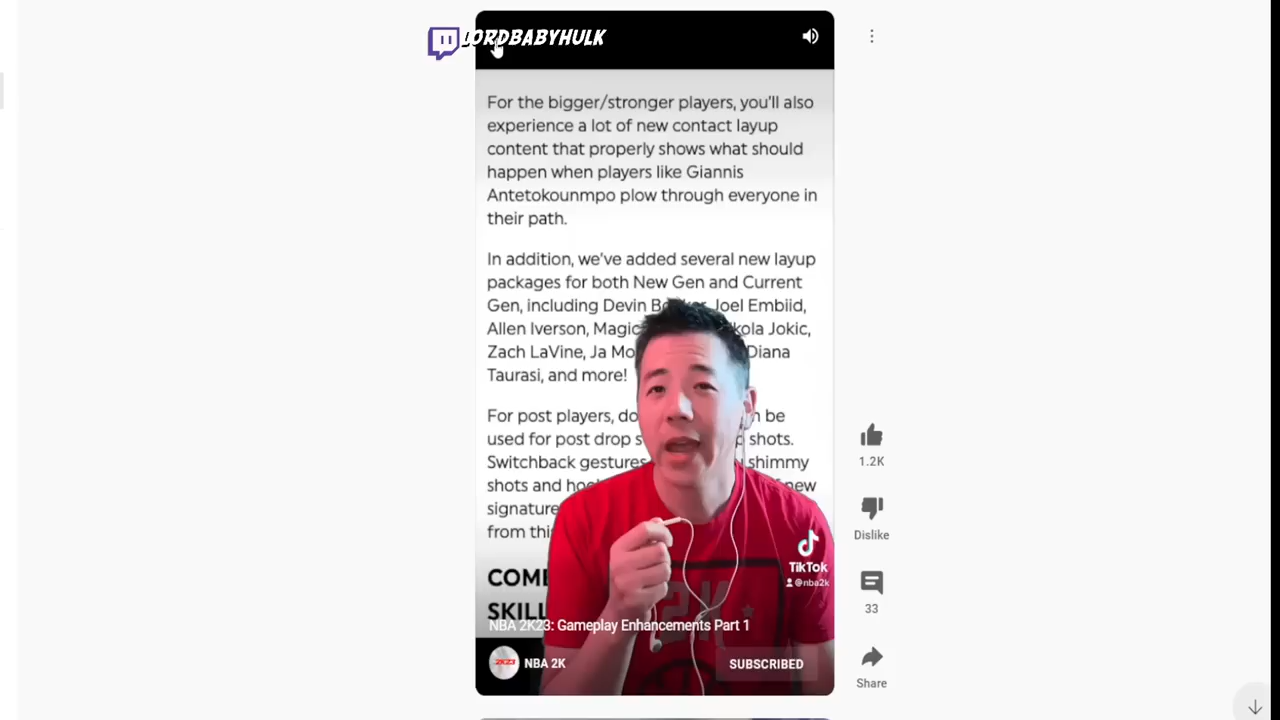 LORDBABYHULK
For the bigger/stronger players, you'll also
experience a lot of new contact layup
content that properly shows what should
happen when players like Giannis
Antetokounmpo plow through everyone in
their path.
In addition, we've added several new layup
packages for both New Gen and Current
Gen, including Devin Joel Embiid,
Allen Iverson, Magic Jokic,
Zach LaVine, Ja Diana
Taurasi, and more!
For post players, be
used for post drop shots.
Switchback gestures shimmy
shots and new
signature
from
COME
SKILL
TikTok
@nba2k
NBA 2K23: Gameplay Enhancements Part 1
2K23 NBA 2K
SUBSCRIBED
1.2K
Dislike
33
Share